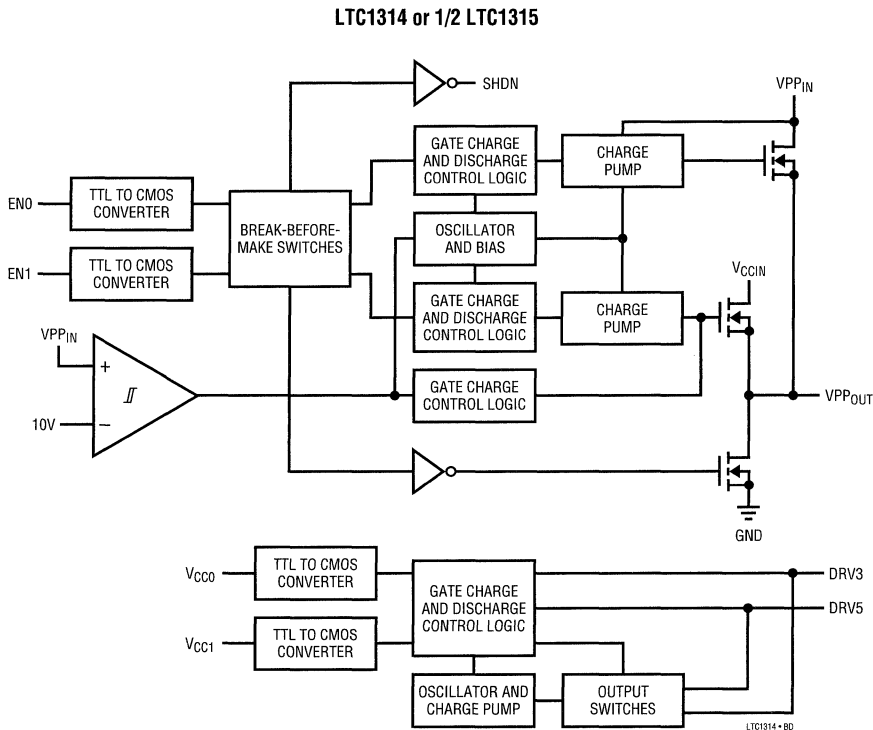 LTC1314 or 1/2 LTC1315
SHDN
VPPIN
GATE CHARGE
AND DISCHARGE
CONTROL LOGIC
CHARGE
PUMP
EN0
TTL TO CMOS
CONVERTER
BREAK-BEFORE-
MAKE SWITCHES
OSCILLATOR
AND BIAS
EN1
TTL TO CMOS
CONVERTER
VCCIN
GATE CHARGE
AND DISCHARGE
CONTROL LOGIC
CHARGE
PUMP
VPPIN
+
10V
–
GATE CHARGE
CONTROL LOGIC
VPPOUT
GND
VCC0
TTL TO CMOS
CONVERTER
GATE CHARGE
AND DISCHARGE
CONTROL LOGIC
DRV3
DRV5
VCC1
TTL TO CMOS
CONVERTER
OSCILLATOR AND
CHARGE PUMP
OUTPUT
SWITCHES
LTC1314 • BD